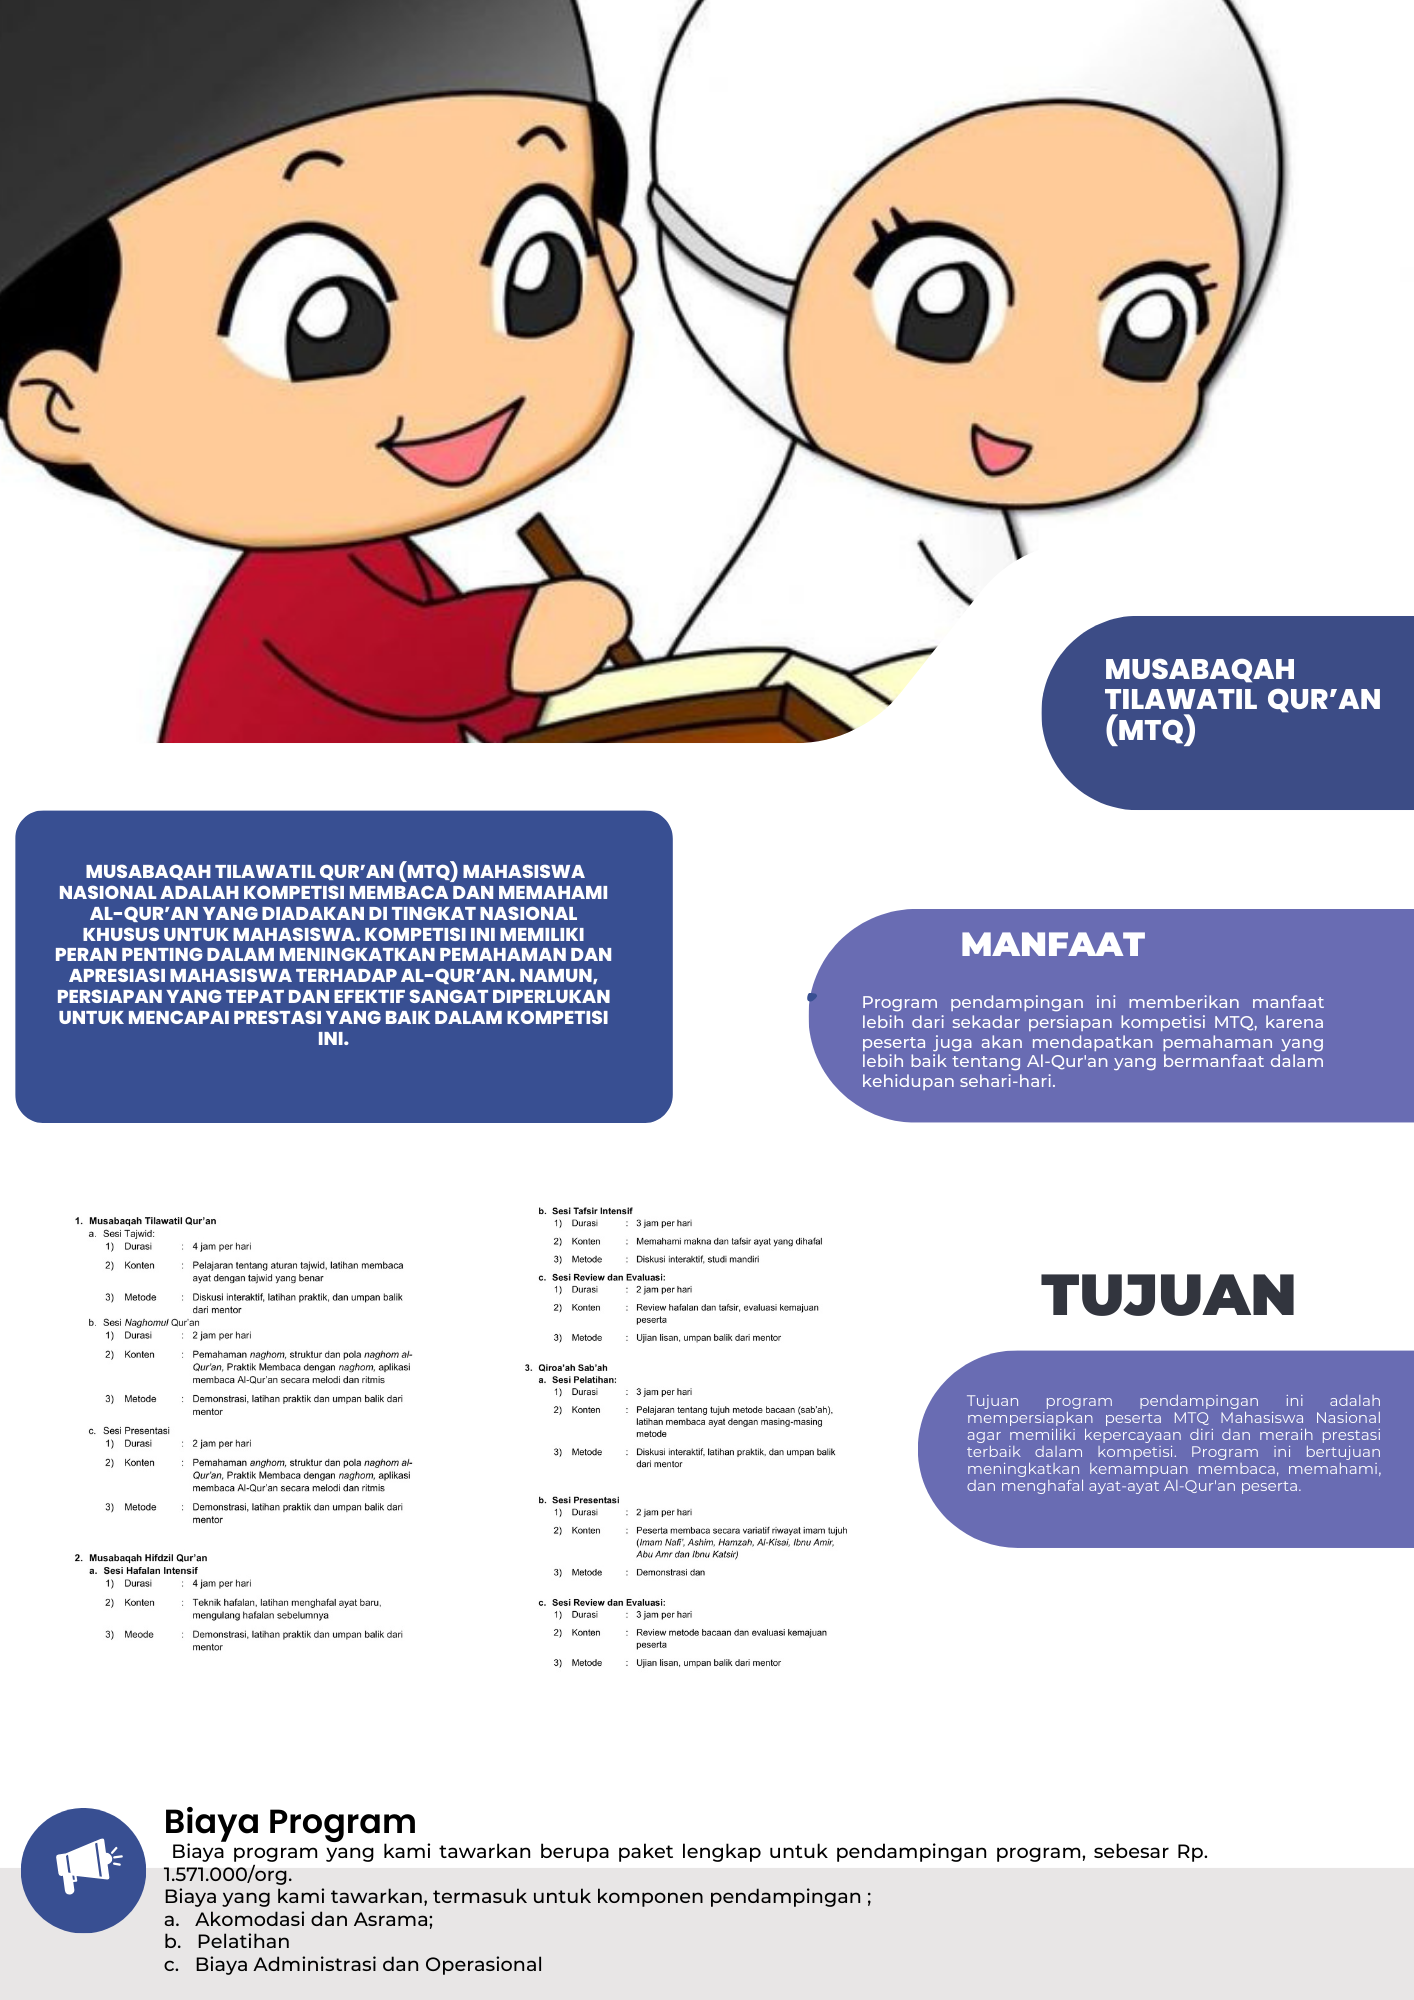 MUSABAQAH
TILAWATIL QUR’AN
(MTQ)
MUSABAQAH TILAWATIL QUR’AN (MTQ) MAHASISWA
NASIONAL ADALAH KOMPETISI MEMBACA DAN MEMAHAMI
AL-QUR’AN YANG DIADAKAN DI TINGKAT NASIONAL
KHUSUS UNTUK MAHASISWA. KOMPETISI INI MEMILIKI
PERAN PENTING DALAM MENINGKATKAN PEMAHAMAN DAN
APRESIASI MAHASISWA TERHADAP AL-QUR’AN. NAMUN,
PERSIAPAN YANG TEPAT DAN EFEKTIF SANGAT DIPERLUKAN
UNTUK MENCAPAI PRESTASI YANG BAIK DALAM KOMPETISI
INI.
MANFAAT
Program pendampingan ini memberikan manfaat
lebih dari sekadar persiapan kompetisi MTQ, karena
peserta juga akan mendapatkan pemahaman yang
lebih baik tentang Al-Qur'an yang bermanfaat dalam
kehidupan sehari-hari.
1. Musabaqah Tilawatil Qur’an
a. Sesi Tajwid:
1) Durasi : 4 jam per hari
2) Konten : Pelajaran tentang aturan tajwid, latihan membaca
ayat dengan tajwid yang benar
3) Metode : Diskusi interaktif, latihan praktik, dan umpan balik
dari mentor
b. Sesi Naghomul Qur’an
1) Durasi : 2 jam per hari
2) Konten : Pemahaman naghom, struktur dan pola naghom al-
Qur’an, Praktik Membaca dengan naghom, aplikasi
membaca Al-Qur’an secara melodi dan ritmis
3) Metode : Demonstrasi, latihan praktik dan umpan balik dari
mentor
c. Sesi Presentasi
1) Durasi : 2 jam per hari
2) Konten : Pemahaman anghom, struktur dan pola naghom al-
Qur’an, Praktik Membaca dengan naghom, aplikasi
membaca Al-Qur’an secara melodi dan ritmis
3) Metode : Demonstrasi, latihan praktik dan umpan balik dari
mentor
2. Musabaqah Hifdzil Qur’an
a. Sesi Hafalan Intensif
1) Durasi : 4 jam per hari
2) Konten : Teknik hafalan, latihan menghafal ayat baru,
mengulang hafalan sebelumnya
3) Meode : Demonstrasi, latihan praktik dan umpan balik dari
mentor
b. Sesi Tafsir Intensif
1) Durasi : 3 jam per hari
2) Konten : Memahami makna dan tafsir ayat yang dihafal
3) Metode : Diskusi interaktif, studi mandiri
c. Sesi Review dan Evaluasi:
1) Durasi : 2 jam per hari
2) Konten : Review hafalan dan tafsir, evaluasi kemajuan
peserta
3) Metode : Ujian lisan, umpan balik dari mentor
3. Qiroa’ah Sab’ah
a. Sesi Pelatihan:
1) Durasi : 3 jam per hari
2) Konten : Pelajaran tentang tujuh metode bacaan (sab’ah),
latihan membaca ayat dengan masing-masing
metode
3) Metode : Diskusi interaktif, latihan praktik, dan umpan balik
dari mentor
b. Sesi Presentasi
1) Durasi : 2 jam per hari
2) Konten : Peserta membaca secara variatif riwayat imam tujuh
(Imam Nafi’, Ashim, Hamzah, Al-Kisai, Ibnu Amir,
Abu Amr dan Ibnu Katsir)
3) Metode : Demonstrasi dan
c. Sesi Review dan Evaluasi:
1) Durasi : 3 jam per hari
2) Konten : Review metode bacaan dan evaluasi kemajuan
peserta
3) Metode : Ujian lisan, umpan balik dari mentor
TUJUAN
Tujuan program pendampingan ini adalah
mempersiapkan peserta MTQ Mahasiswa Nasional
agar memiliki kepercayaan diri dan meraih prestasi
terbaik dalam kompetisi. Program ini bertujuan
meningkatkan kemampuan membaca, memahami,
dan menghafal ayat-ayat Al-Qur'an peserta.
Biaya Program
Biaya program yang kami tawarkan berupa paket lengkap untuk pendampingan program, sebesar Rp.
1.571.000/org.
Biaya yang kami tawarkan, termasuk untuk komponen pendampingan ;
a. Akomodasi dan Asrama;
b. Pelatihan
c. Biaya Administrasi dan Operasional